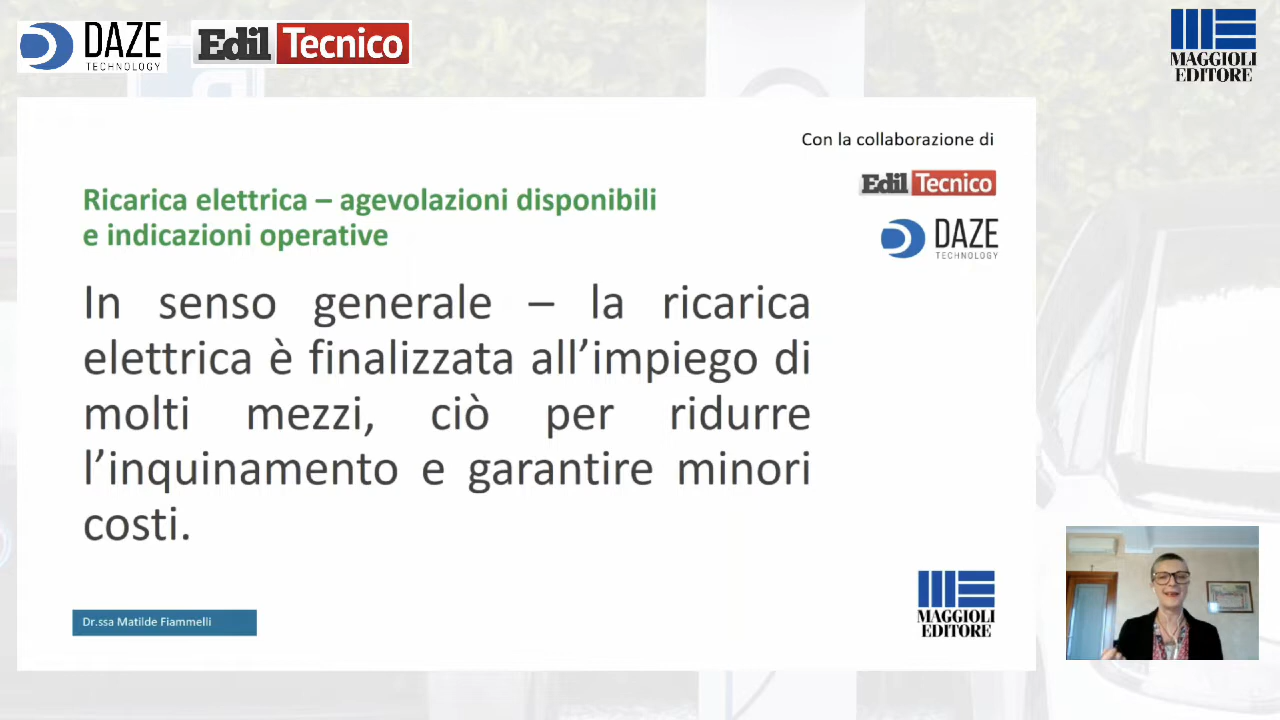 DAZE
TECHNOLOGY
Edil Tecnico
MAGGIOLI
EDITORE
Con la collaborazione di
Edil Tecnico
DAZE
TECHNOLOGY
Ricarica elettrica – agevolazioni disponibili
e indicazioni operative
In senso generale – la ricarica
elettrica è finalizzata all’impiego di
molti mezzi, ciò per ridurre
l’inquinamento e garantire minori
costi.
MAGGIOLI
EDITORE
Dr.ssa Matilde Fiammelli